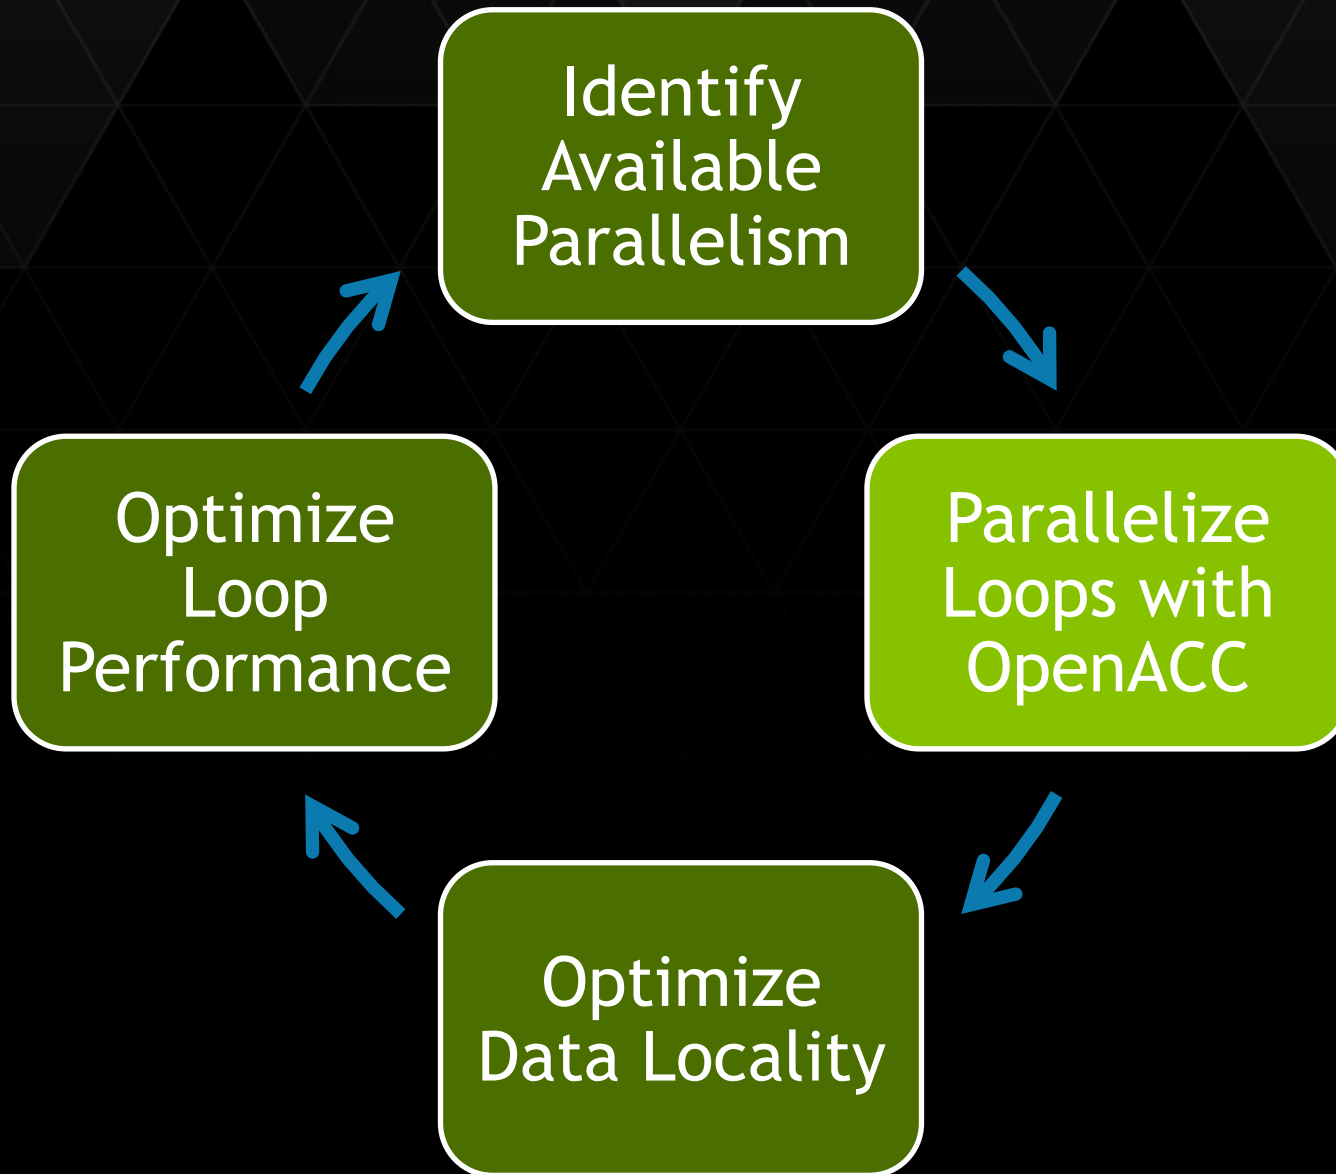 Identify
Available
Parallelism
Parallelize
Loops with
OpenACC
Optimize
Data Locality
Optimize
Loop
Performance